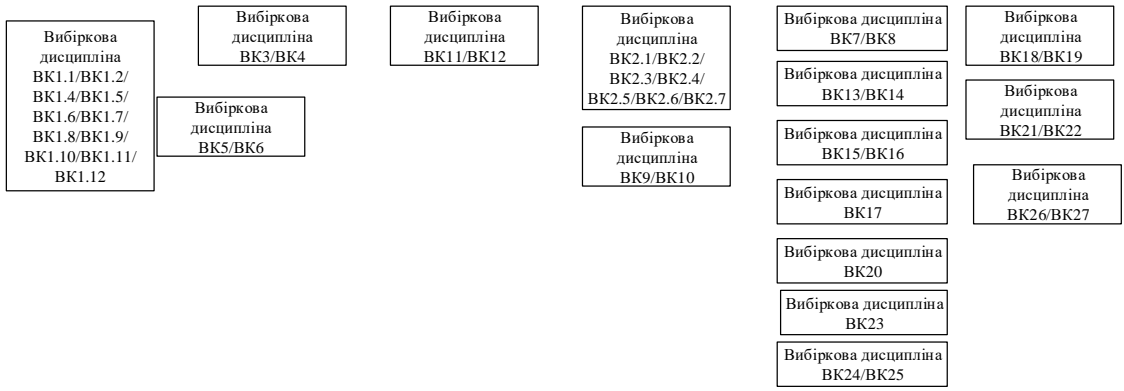 Вибіркова
дисципліна
ВК1.1/ВК1.2/
ВК1.4/ВК1.5/
ВК1.6/ВК1.7/
ВК1.8/ВК1.9/
ВК1.10/ВК1.11/
ВК1.12
Вибіркова
дисципліна
ВК3/ВК4
Вибіркова
дисципліна
ВК5/ВК6
Вибіркова
дисципліна
ВК11/ВК12
Вибіркова
дисципліна
ВК2.1/ВК2.2/
ВК2.3/ВК2.4/
ВК2.5/ВК2.6/ВК2.7
Вибіркова
дисципліна
ВК9/ВК10
Вибіркова дисципліна
ВК7/ВК8
Вибіркова дисципліна
ВК13/ВК14
Вибіркова дисципліна
ВК15/ВК16
Вибіркова дисципліна
ВК17
Вибіркова дисципліна
ВК20
Вибіркова дисципліна
ВК23
Вибіркова дисципліна
ВК24/ВК25
Вибіркова
дисципліна
ВК18/ВК19
Вибіркова
дисципліна
ВК21/ВК22
Вибіркова
дисципліна
ВК26/ВК27